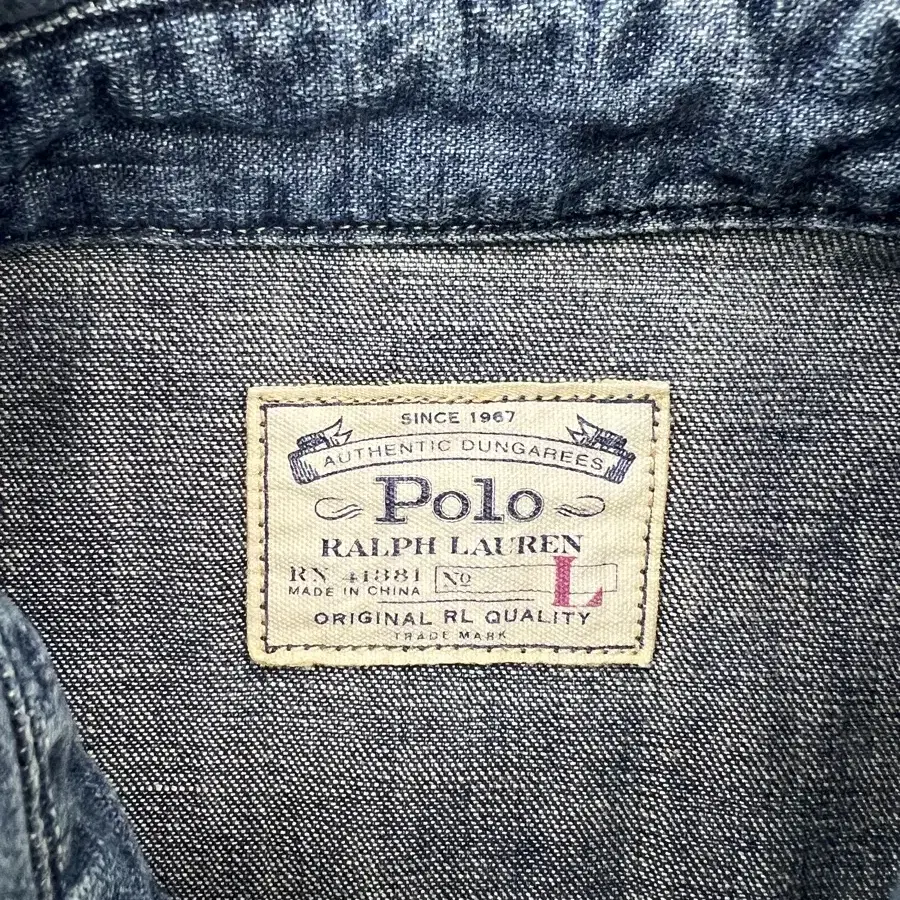 SINCE 1967
AUTHENTIC DUNGAREES
Polo
RALPH LAUREN
RN 41381 No L
MADE IN CHINA
ORIGINAL RL QUALITY
TRADE MARK